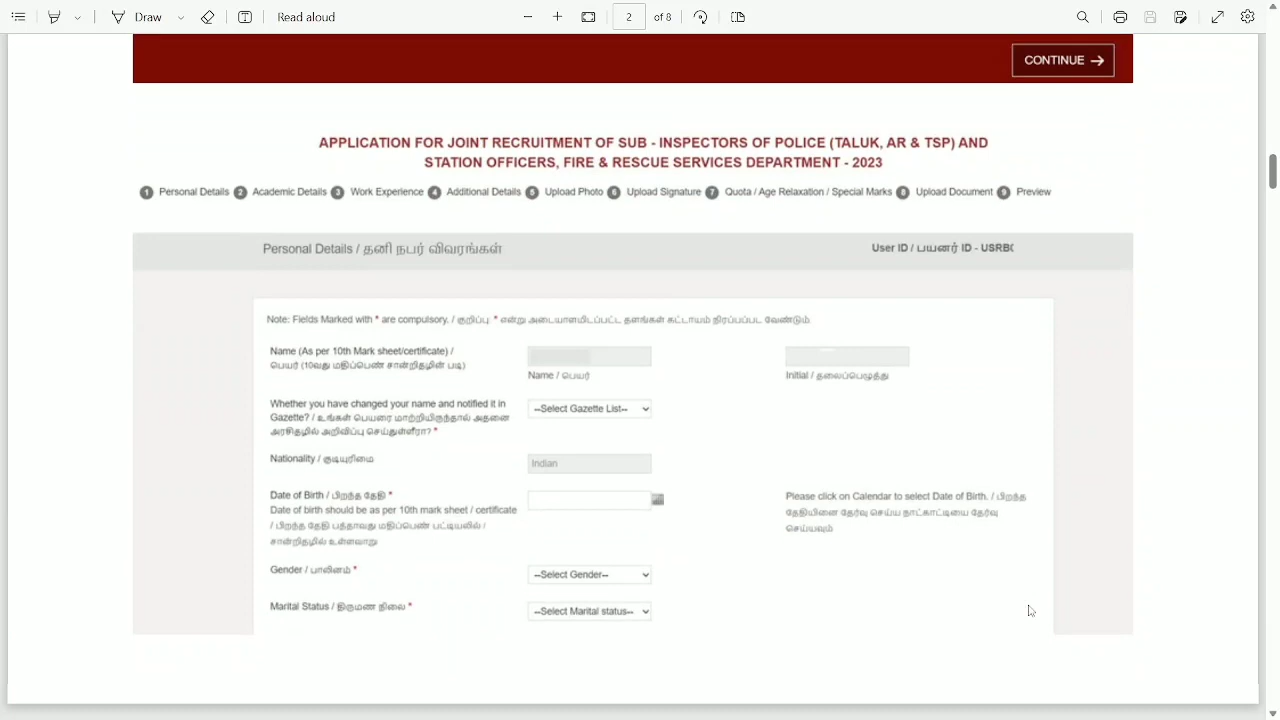 of 8
CONTINUE →
APPLICATION FOR JOINT RECRUITMENT OF SUB - INSPECTORS OF POLICE (TALUK, AR & TSP) AND
STATION OFFICERS, FIRE & RESCUE SERVICES DEPARTMENT - 2023
1 Personal Details 2 Academic Details 3 Work Experience 4 Additional Details 5 Upload Photo 6 Upload Signature 7 Quota / Age Relaxation / Special Marks 8 Upload Document 9 Preview
Personal Details / தனி நபர் விவரங்கள் User ID / பயனர் ID - USRB(
Note: Fields Marked with * are compulsory. / குறிப்பு: * என்று அடையாளமிடப்பட்ட தளங்கள் கட்டாயம் நிரப்பப்பட வேண்டும்.
Name (As per 10th Mark sheet/certificate) /
பெயர் (10வது மதிப்பெண் சான்றிதழின் படி)
Name / பெயர் Initial / தலைப்பெழுத்து
Whether you have changed your name and notified it in
Gazette? / உங்கள் பெயரை மாற்றியிருந்தால் அதனை
அரசிதழில் அறிவிப்பு செய்துள்ளீரா? *
--Select Gazette List--
Nationality / குடியுரிமை Indian
Date of Birth / பிறந்த தேதி *
Date of birth should be as per 10th mark sheet / certificate
/ பிறந்த தேதி பத்தாவது மதிப்பெண் பட்டியலில் /
சான்றிதழில் உள்ளவாறு
Please click on Calendar to select Date of Birth. / பிறந்த
தேதியினை தேர்வு செய்ய நாட்காட்டியை தேர்வு
செய்யவும்
Gender / பாலினம் * --Select Gender--
Marital Status / திருமண நிலை * --Select Marital status--